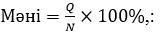 Мәні = Q/N × 100%,: